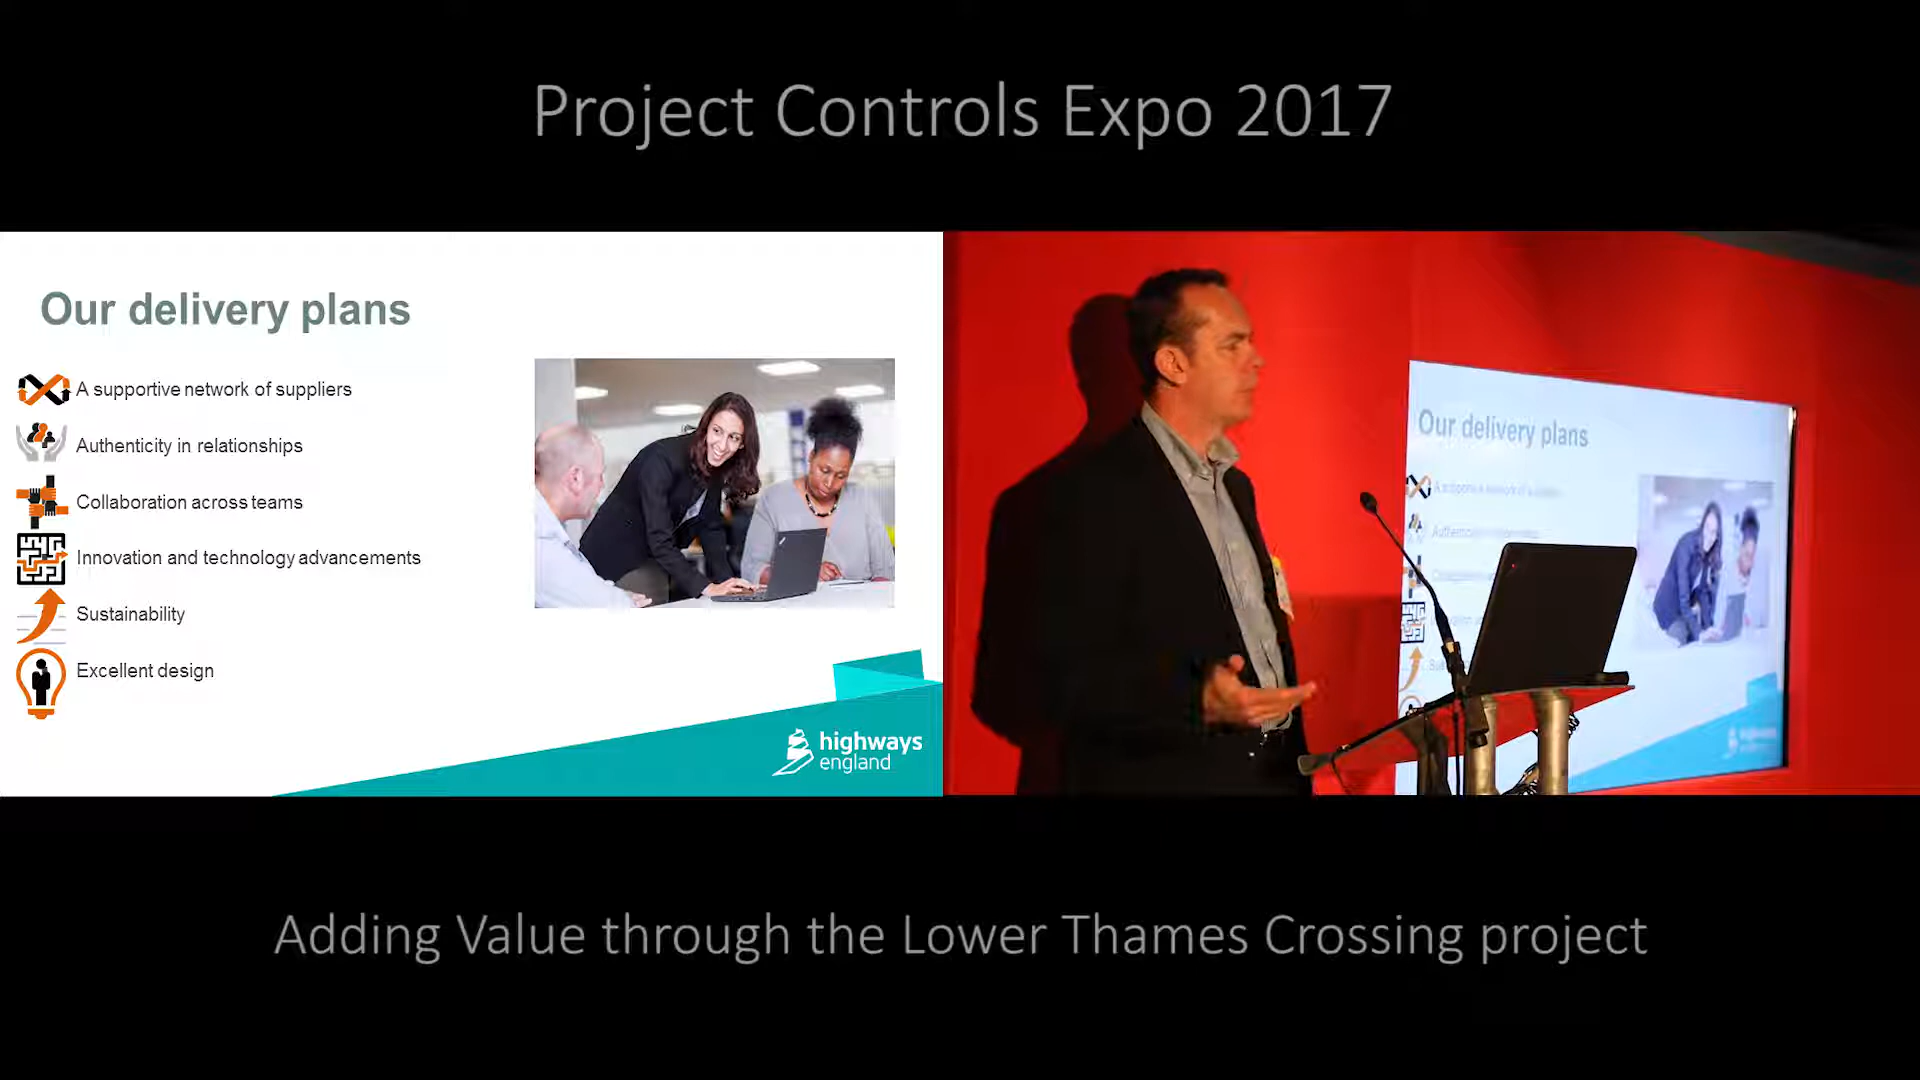 Project Controls Expo 2017
Our delivery plans
A supportive network of suppliers
Authenticity in relationships
Collaboration across teams
Innovation and technology advancements
Sustainability
Excellent design
highways
england
Our delivery plans
Adding Value through the Lower Thames Crossing project